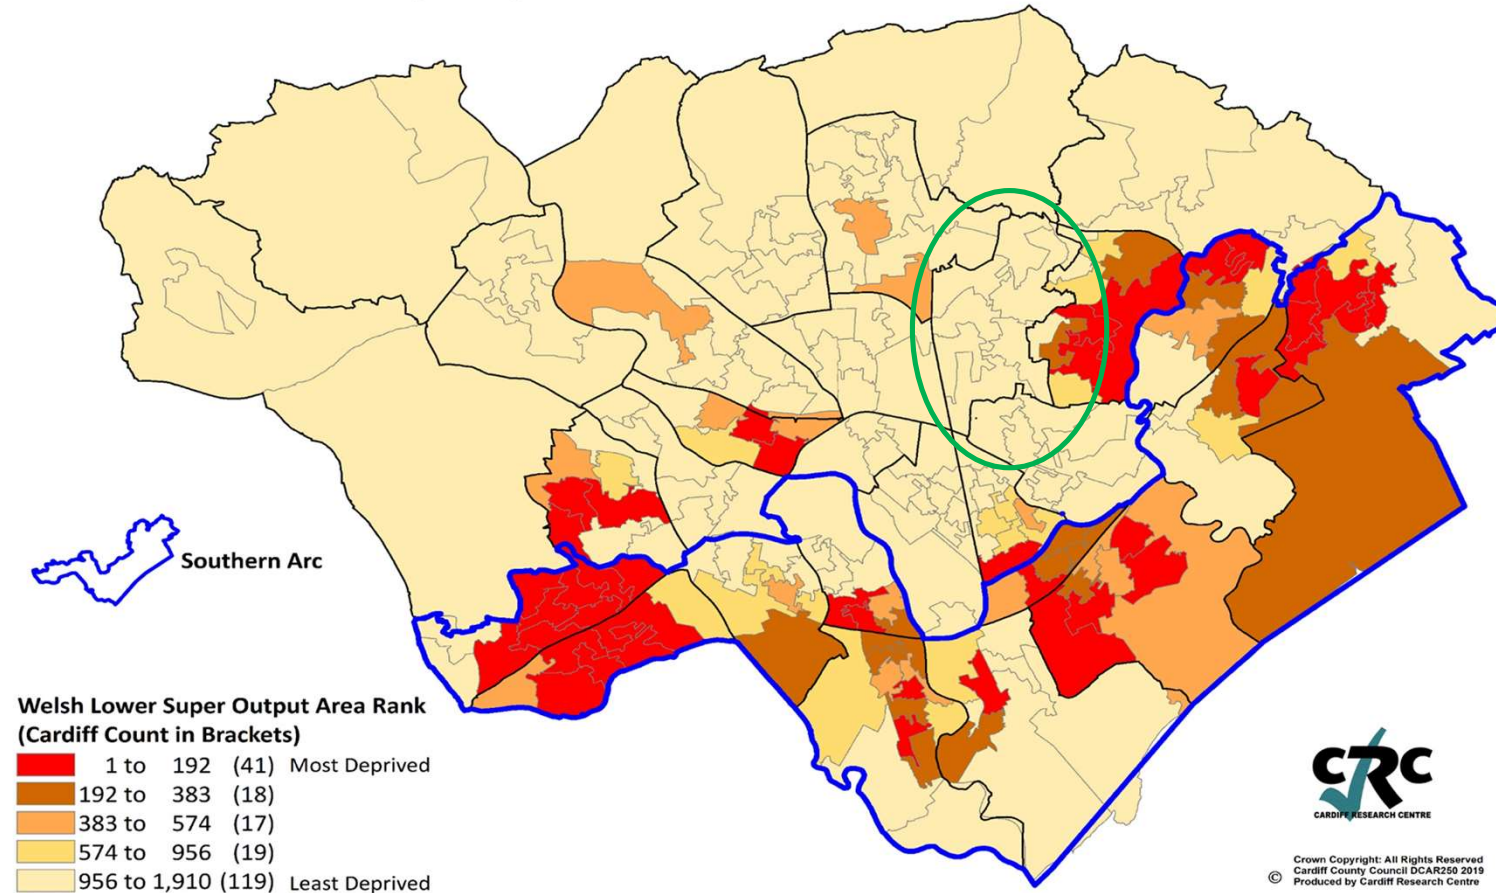 Southern Arc
Welsh Lower Super Output Area Rank
(Cardiff Count in Brackets)
1 to 192 (41) Most Deprived
192 to 383 (18)
383 to 574 (17)
574 to 956 (19)
956 to 1,910 (119) Least Deprived
CRC
CARDIFF RESEARCH CENTRE
Crown Copyright: All Rights Reserved
Cardiff County Council DCAR250 2019
© Produced by Cardiff Research Centre